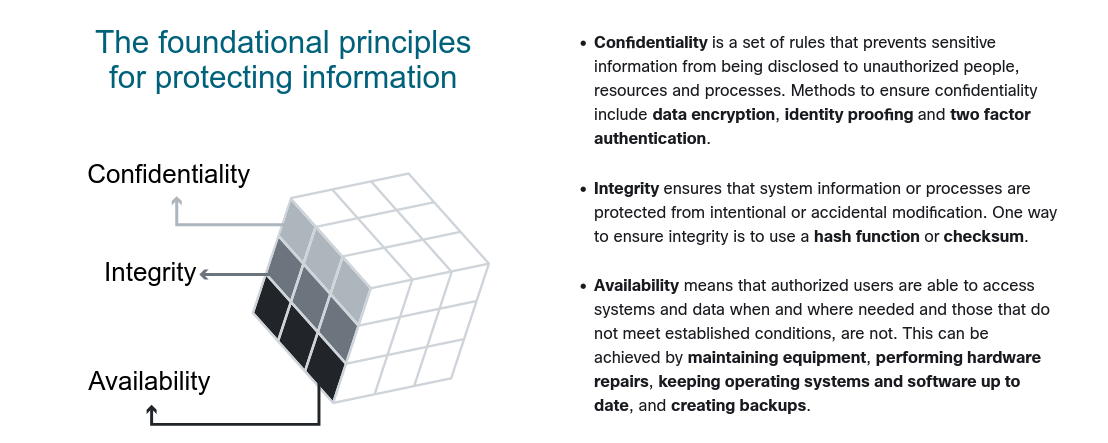 The foundational principles
for protecting information
Confidentiality
Integrity
Availability
• Confidentiality is a set of rules that prevents sensitive
information from being disclosed to unauthorized people,
resources and processes. Methods to ensure confidentiality
include data encryption, identity proofing and two factor
authentication.
• Integrity ensures that system information or processes are
protected from intentional or accidental modification. One way
to ensure integrity is to use a hash function or checksum.
• Availability means that authorized users are able to access
systems and data when and where needed and those that do
not meet established conditions, are not. This can be
achieved by maintaining equipment, performing hardware
repairs, keeping operating systems and software up to
date, and creating backups.